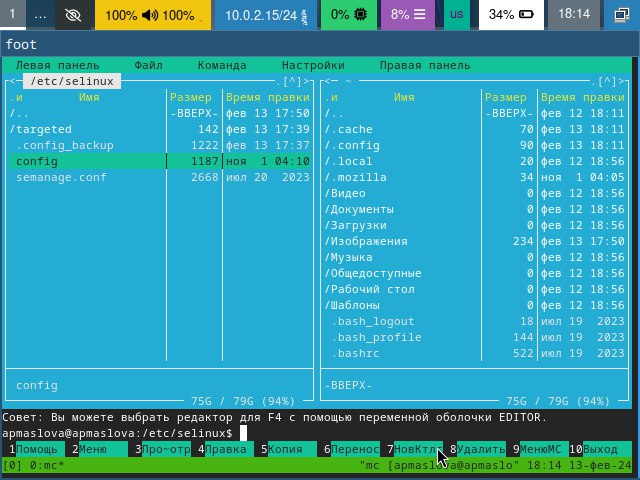 1 ... 100% 100% 10.0.2.15/24 0% 8% us 34% 18:14
foot
Левая панель Файл Команда Настройки Правая панель
<─ /etc/selinux .[^]> <─ ~ .[^]>
.и Имя Размер Время правки .и Имя Размер Время правки
/.. -ВВЕРХ- фев 13 17:50 /.. -ВВЕРХ- фев 12 18:11
/targeted 142 фев 13 17:39 /.cache 70 фев 13 18:11
.config_backup 1222 фев 13 17:37 /.config 90 фев 13 18:11
config 1187 ноя 1 04:10 /.local 20 фев 12 18:56
semanage.conf 2668 июл 20 2023 /.mozilla 34 ноя 1 04:05
/Видео 0 фев 12 18:56
/Документы 0 фев 12 18:56
/Загрузки 0 фев 12 18:56
/Изображения 234 фев 13 17:50
/Музыка 0 фев 12 18:56
/Общедоступные 0 фев 12 18:56
/Рабочий стол 0 фев 12 18:56
/Шаблоны 0 фев 12 18:56
.bash_logout 18 июл 19 2023
.bash_profile 144 июл 19 2023
.bashrc 522 июл 19 2023
config -ВВЕРХ-
75G / 79G (94%) 75G / 79G (94%)
Совет: Вы можете выбрать редактор для F4 с помощью переменной оболочки EDITOR.
apmaslova@apmaslova:/etc/selinux$
1Помощь 2Меню 3Про~отр 4Правка 5Копия 6Перенос 7НовКтлг 8Удалить 9МенюMC 10Выход
[0] 0:mc* "mc [apmaslova@apmaslo" 18:14 13-фев-24